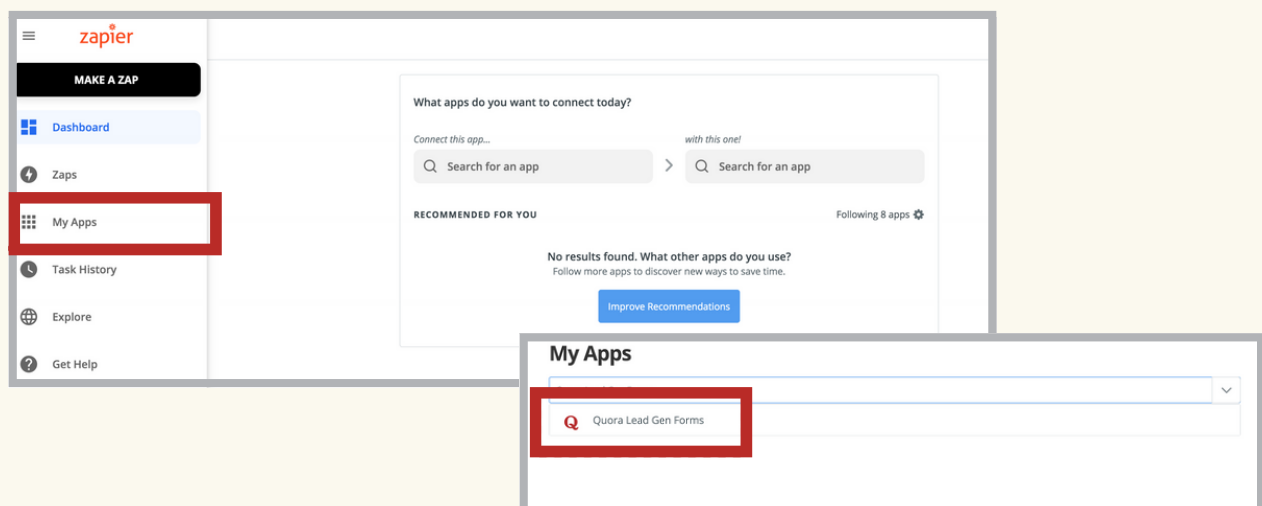 zapier
MAKE A ZAP
Dashboard
Zaps
My Apps
Task History
Explore
Get Help
What apps do you want to connect today?
Connect this app...
with this one!
Search for an app
Search for an app
RECOMMENDED FOR YOU
Following 8 apps
No results found. What other apps do you use?
Follow more apps to discover new ways to save time.
Improve Recommendations
My Apps
Q Quora Lead Gen Forms